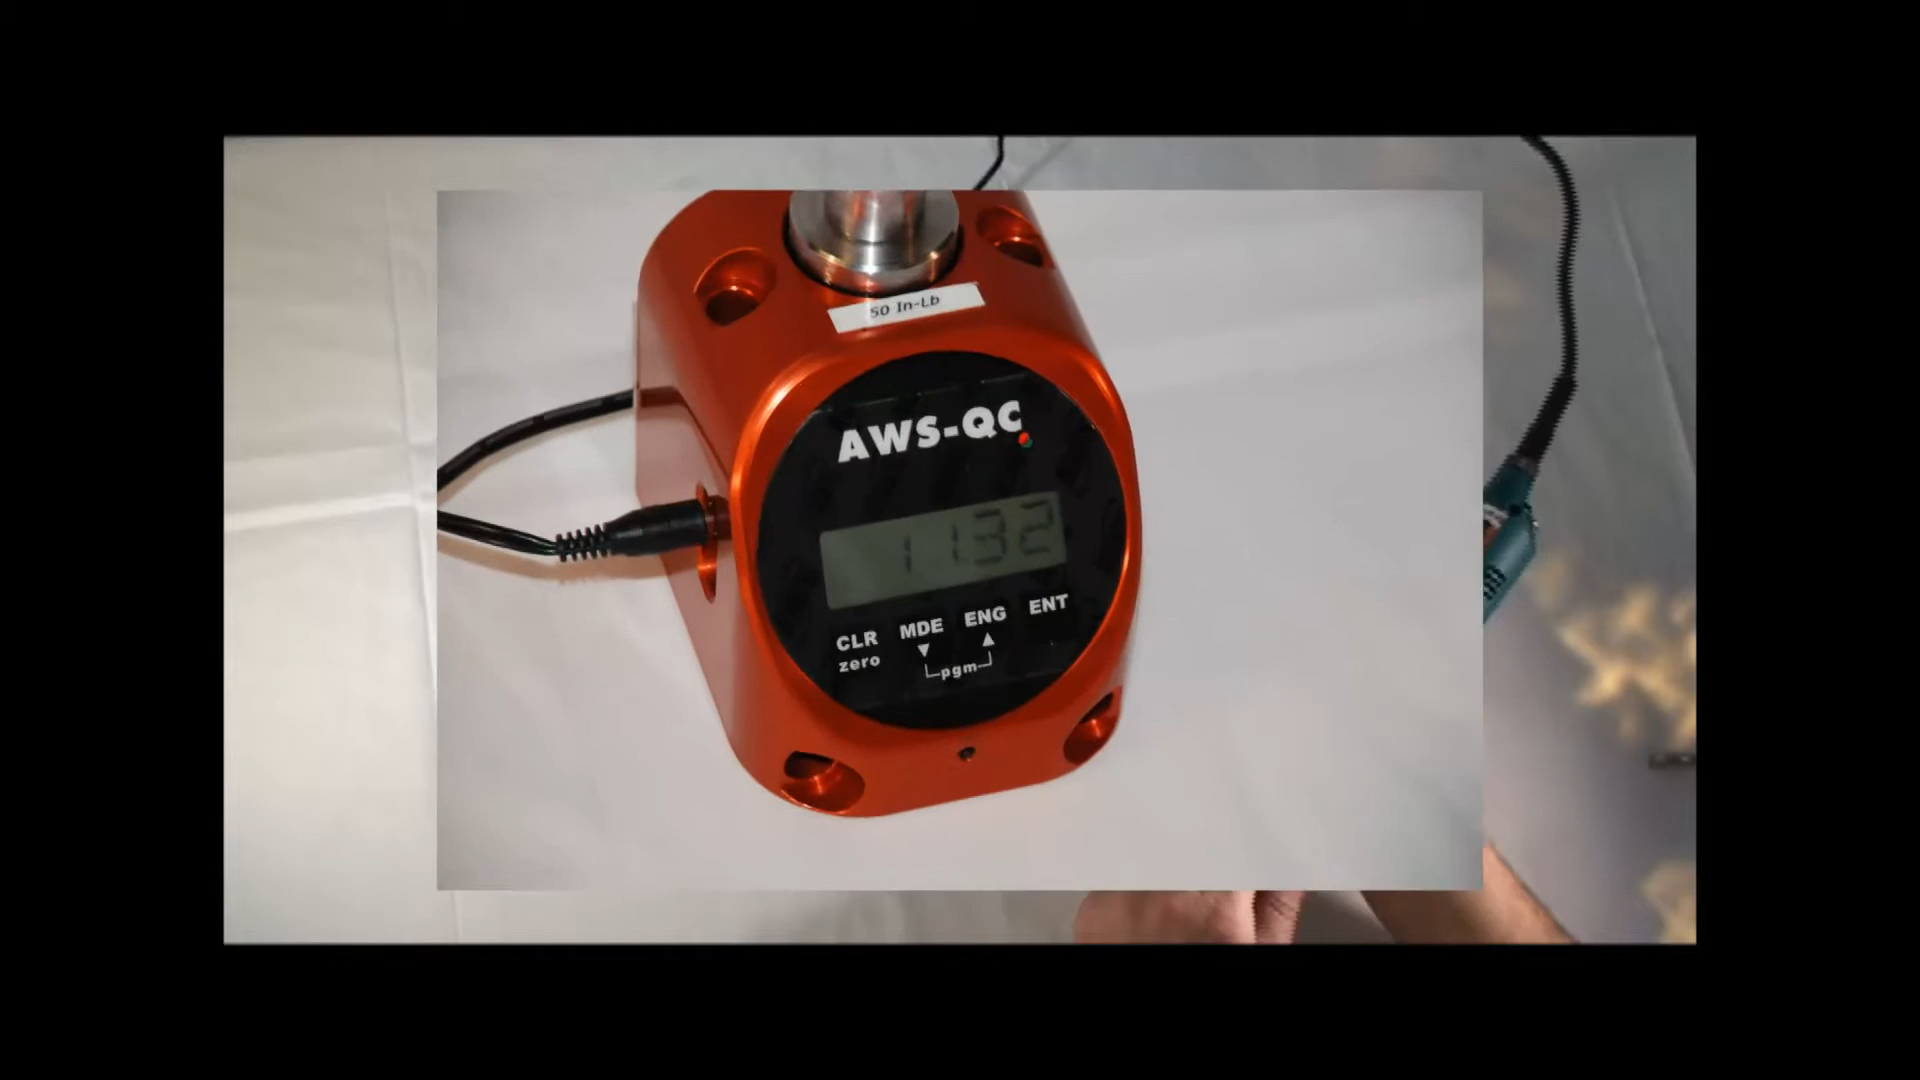 50 In-Lb
AWS-QC
11.32
CLR MDE ENG ENT
zero pgm